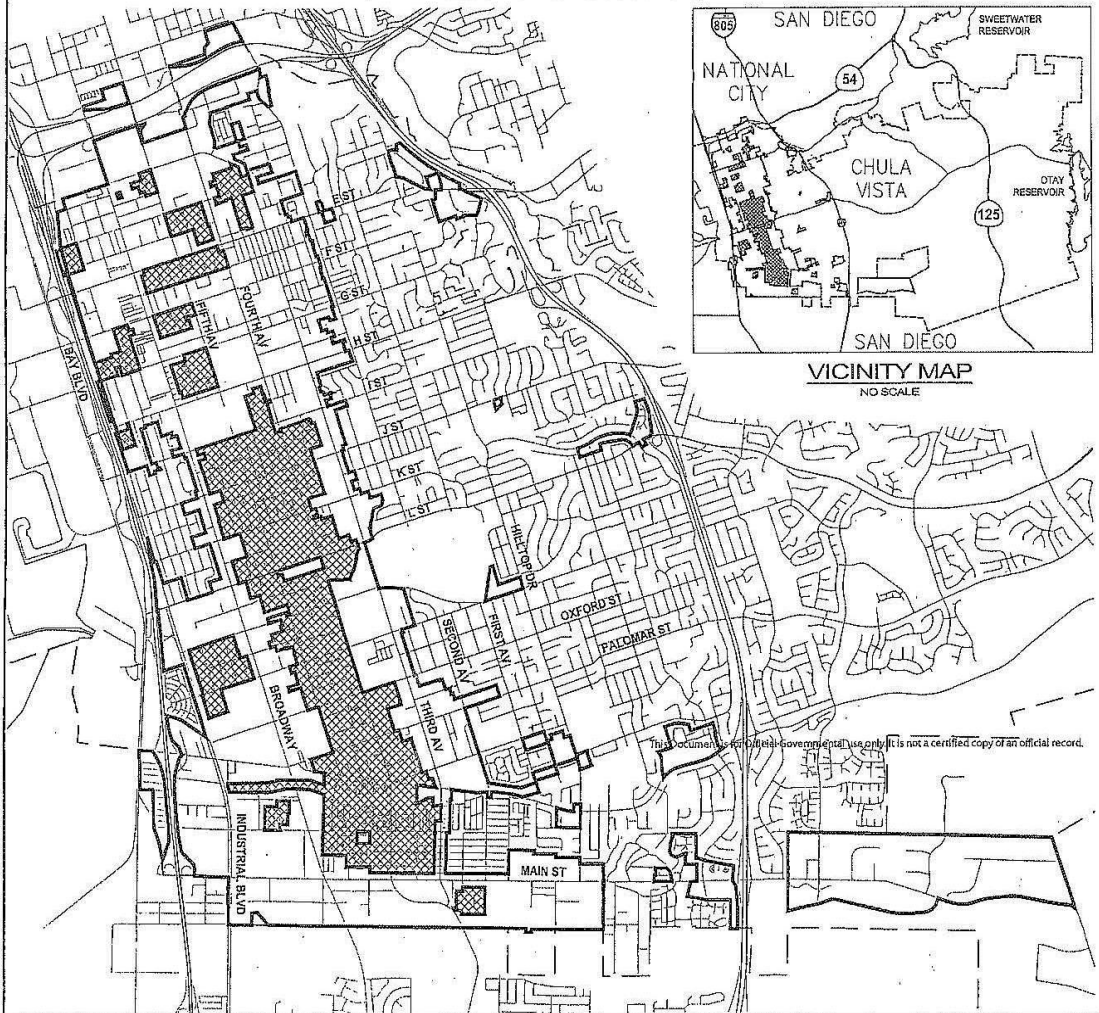 805
SAN DIEGO
SWEETWATER
RESERVOIR
NATIONAL
CITY
54
CHULA
VISTA
OTAY
RESERVOIR
125
SAN DIEGO
VICINITY MAP
NO SCALE
E ST
F ST
G ST
H ST
I ST
J ST
K ST
L ST
FIFTH AV
FOURTH AV
BAY BLVD
HILLTOP DR
OXFORD ST
FIRST AV
SECOND AV
PALOMAR ST
THIRD AV
BROADWAY
This Document is for Official Governmental use only. It is not a certified copy of an official record.
INDUSTRIAL BLVD
MAIN ST